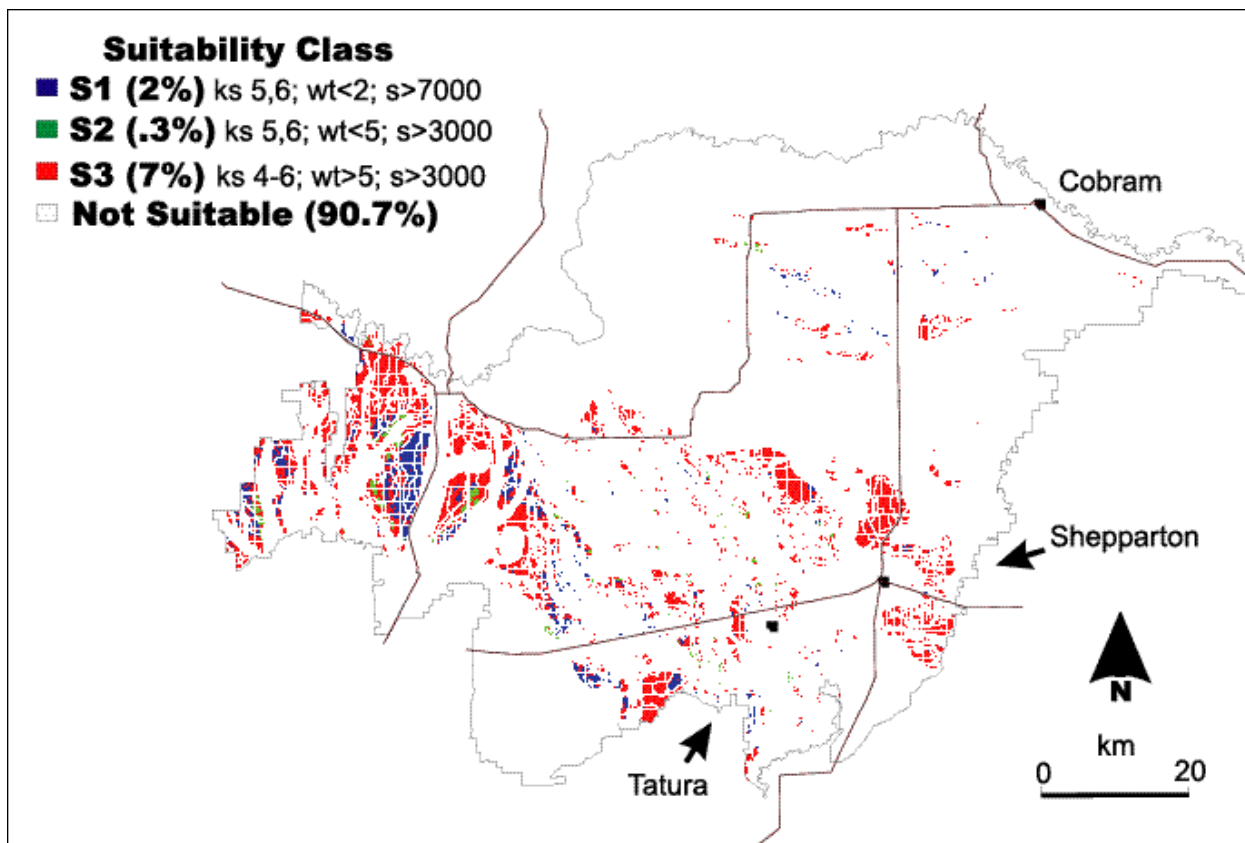 Suitability Class
S1 (2%) ks 5,6; wt<2; s>7000
S2 (.3%) ks 5,6; wt<5; s>3000
S3 (7%) ks 4-6; wt>5; s>3000
Not Suitable (90.7%)
Cobram
Shepparton
N
km
0 20
Tatura